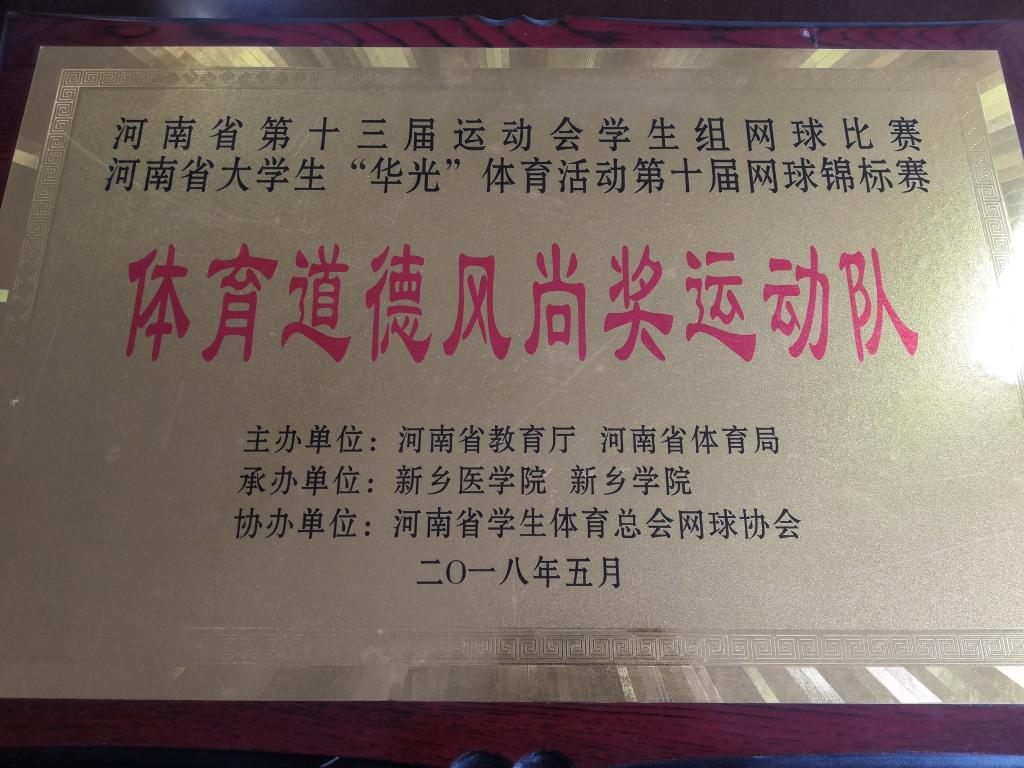 河南省第十三届运动会学生组网球比赛
河南省大学生“华光”体育活动第十届网球锦标赛
体育道德风尚奖运动队
主办单位：河南省教育厅 河南省体育局
承办单位：新乡医学院 新乡学院
协办单位：河南省学生体育总会网球协会
二O一八年五月